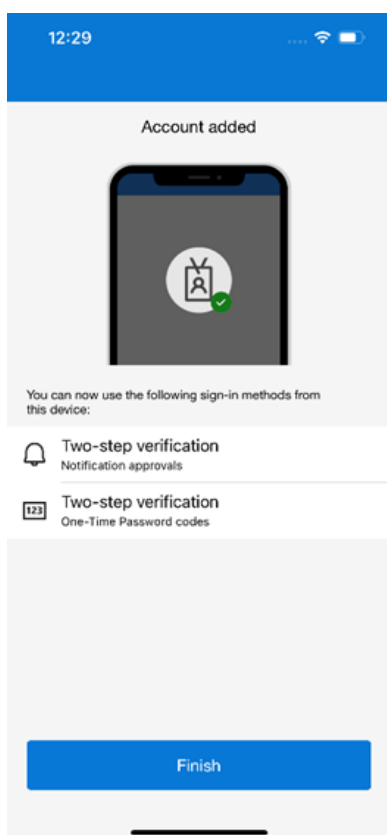 12:29
Account added
You can now use the following sign-in methods from
this device:
Two-step verification
Notification approvals
123
Two-step verification
One-Time Password codes
Finish